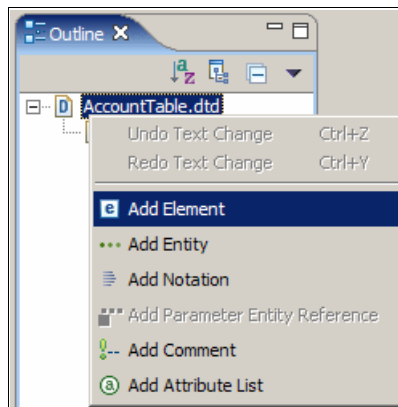 Outline
AccountTable.dtd
Undo Text Change Ctrl+Z
Redo Text Change Ctrl+Y
Add Element
Add Entity
Add Notation
Add Parameter Entity Reference
Add Comment
Add Attribute List